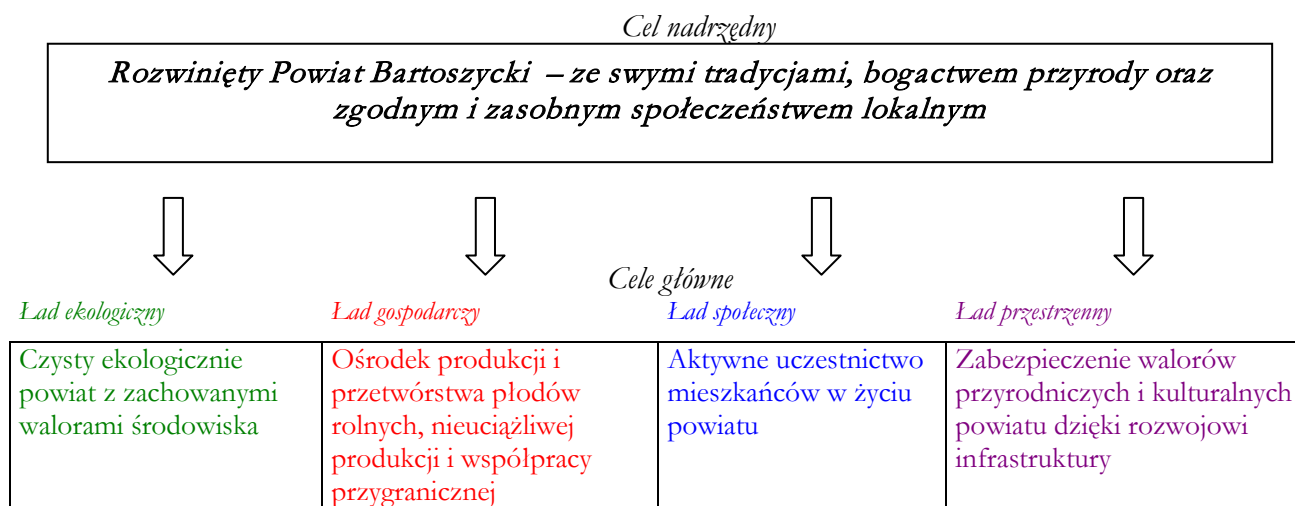 Cel nadrzędny
Rozwinięty Powiat Bartoszycki – ze swymi tradycjami, bogactwem przyrody oraz
zgodnym i zasobnym społeczeństwem lokalnym
Cele główne
Ład ekologiczny
Czysty ekologicznie
powiat z zachowanymi
walorami środowiska
Ład gospodarczy
Ośrodek produkcji i
przetwórstwa płodów
rolnych, nieuciążliwej
produkcji i współpracy
przygranicznej
Ład społeczny
Aktywne uczestnictwo
mieszkańców w życiu
powiatu
Ład przestrzenny
Zabezpieczenie walorów
przyrodniczych i kulturalnych
powiatu dzięki rozwojowi
infrastruktury